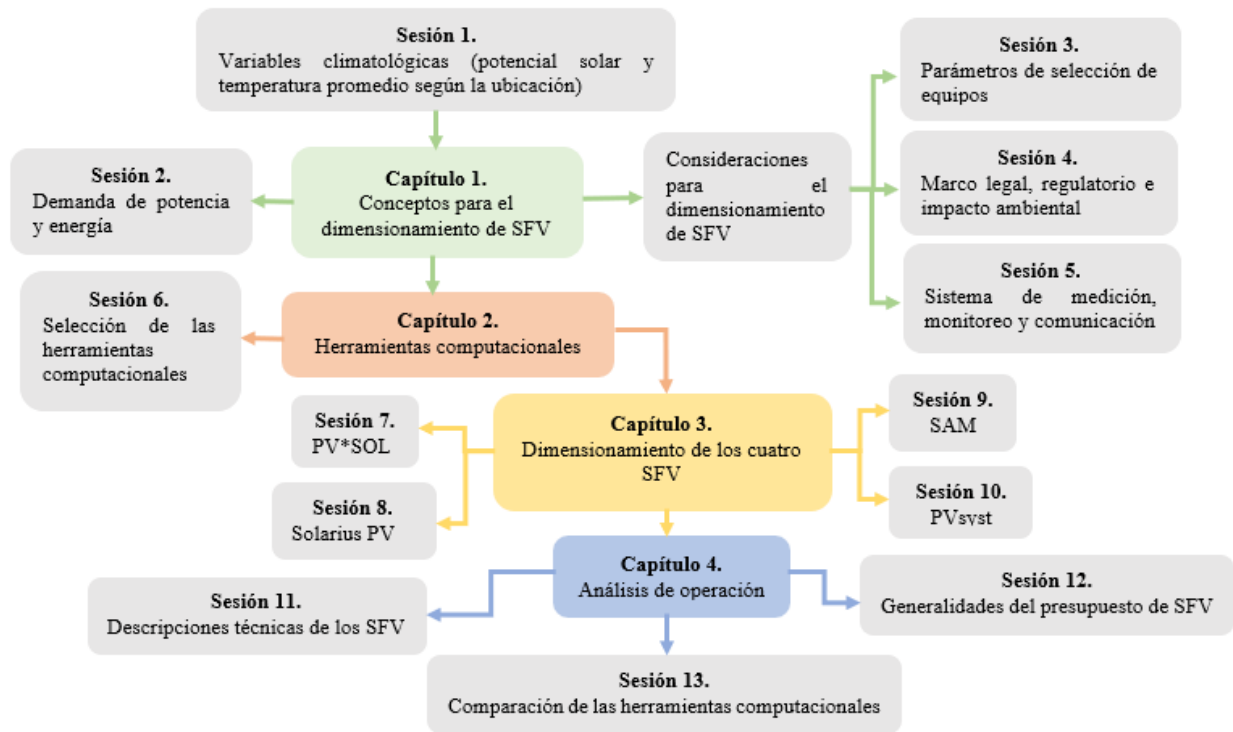 Sesión 1.
Variables climatológicas (potencial solar y
temperatura promedio según la ubicación)
Sesión 2.
Demanda de potencia
y energía
Capítulo 1.
Conceptos para el
dimensionamiento de SFV
Consideraciones
para el
dimensionamiento
de SFV
Sesión 3.
Parámetros de selección de
equipos
Sesión 4.
Marco legal, regulatorio e
impacto ambiental
Sesión 5.
Sistema de medición,
monitoreo y comunicación
Sesión 6.
Selección de las
herramientas
computacionales
Capítulo 2.
Herramientas computacionales
Sesión 7.
PV*SOL
Sesión 8.
Solarius PV
Capítulo 3.
Dimensionamiento de los cuatro
SFV
Sesión 9.
SAM
Sesión 10.
PVsyst
Capítulo 4.
Análisis de operación
Sesión 11.
Descripciones técnicas de los SFV
Sesión 12.
Generalidades del presupuesto de SFV
Sesión 13.
Comparación de las herramientas computacionales